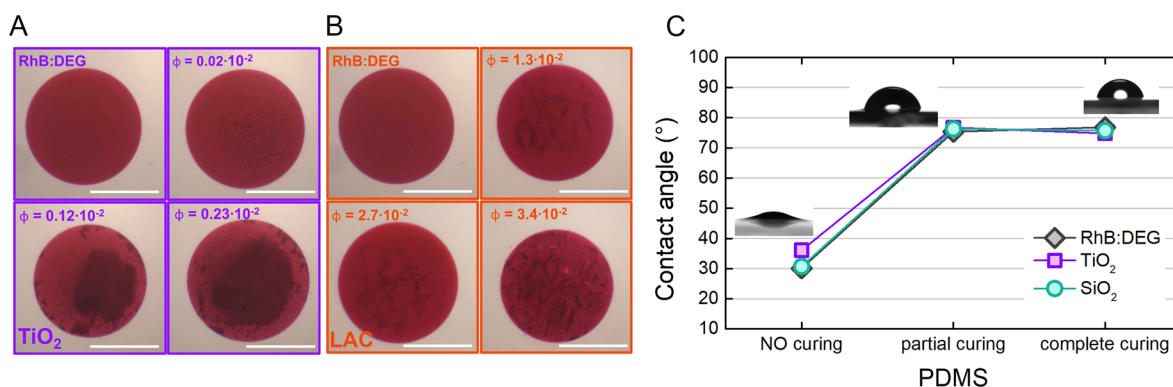 A
RhB:DEG
ϕ = 0.02·10⁻²
ϕ = 0.12·10⁻²
ϕ = 0.23·10⁻²
TiO₂
B
RhB:DEG
ϕ = 1.3·10⁻²
ϕ = 2.7·10⁻²
ϕ = 3.4·10⁻²
LAC
C
Contact angle (°)
100
90
80
70
60
50
40
30
20
10
RhB:DEG
TiO₂
SiO₂
NO curing
partial curing
complete curing
PDMS